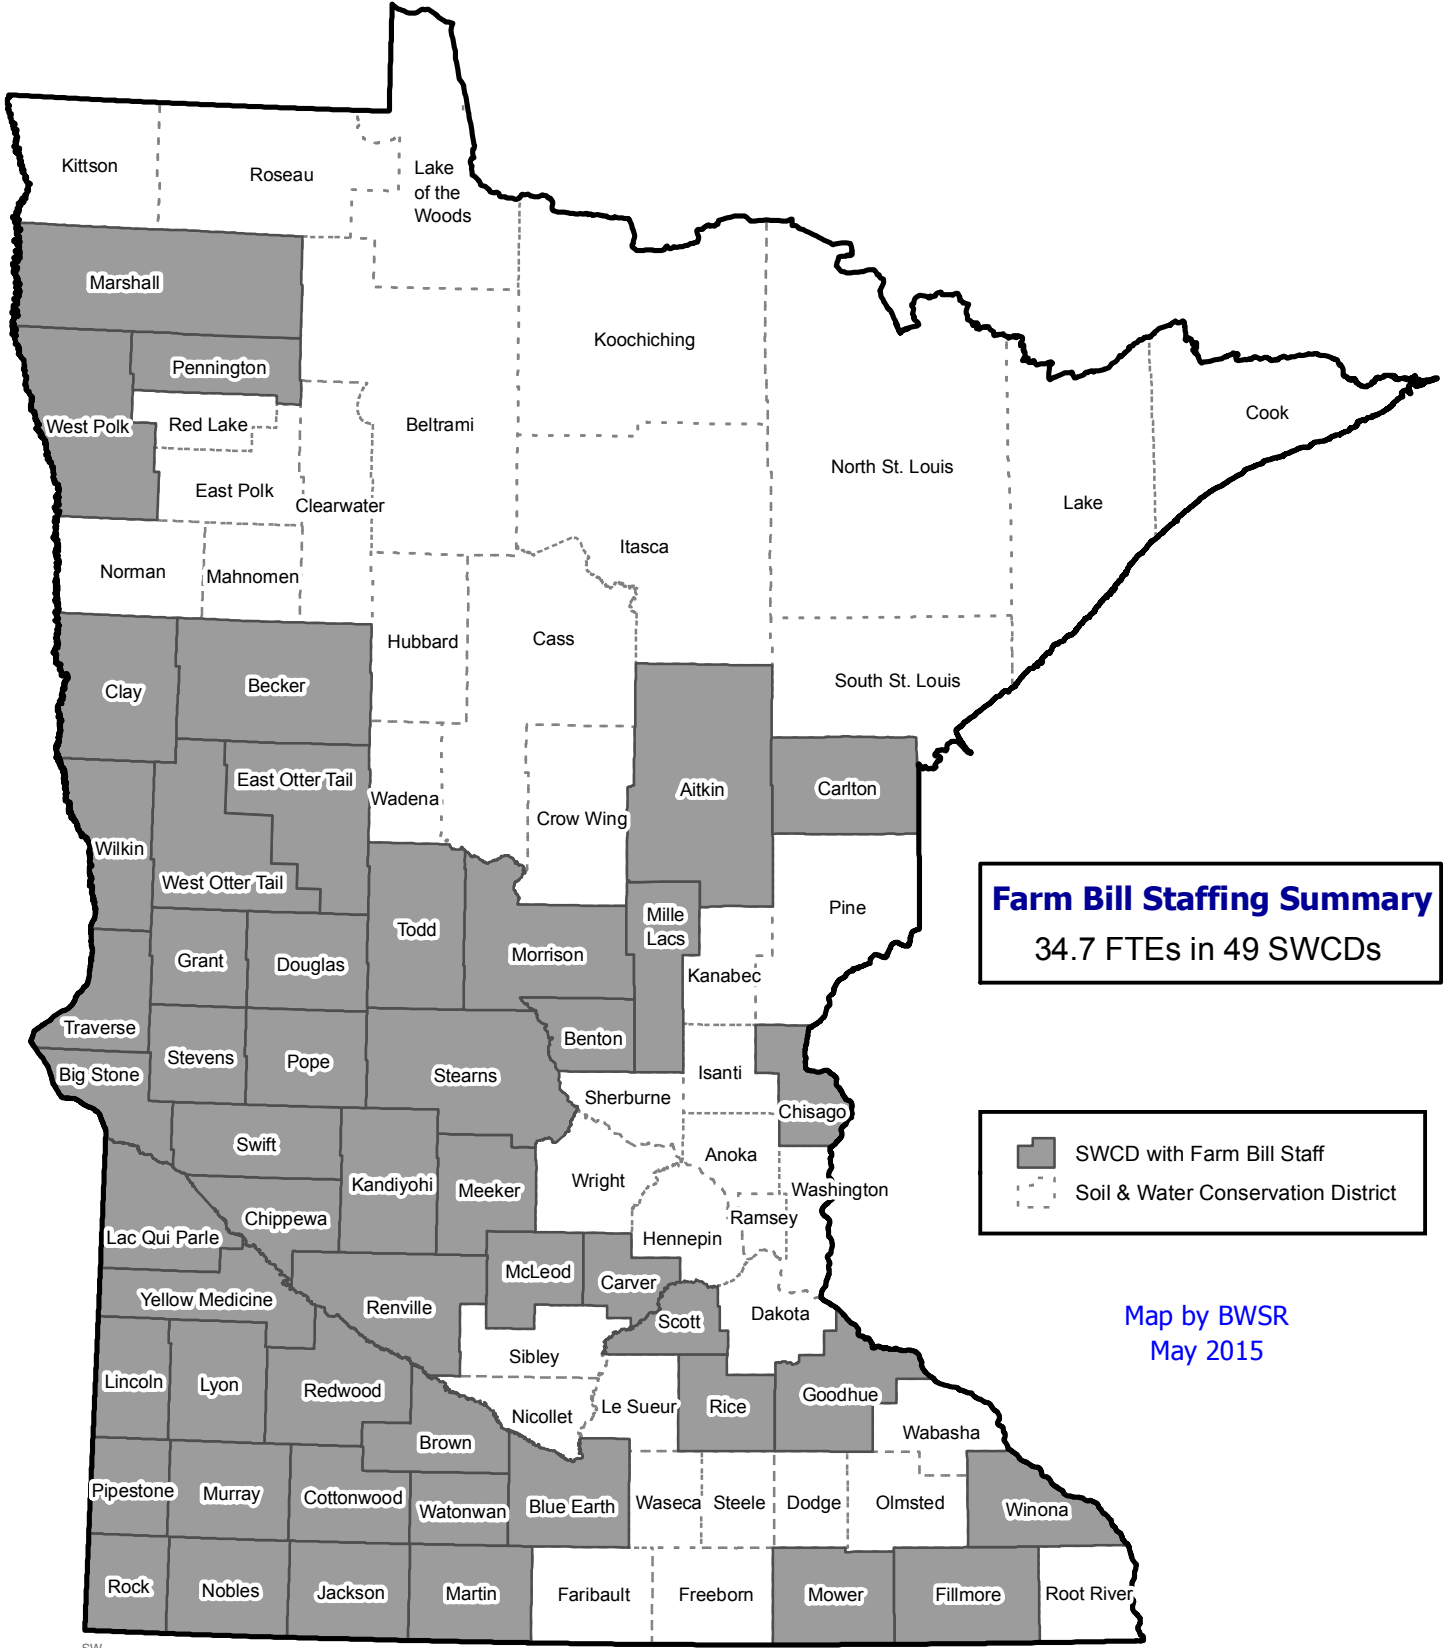 Kittson
Roseau
Lake
of the
Woods
Marshall
Koochiching
Pennington
Cook
West Polk
Red Lake
Beltrami
North St. Louis
East Polk
Clearwater
Lake
Itasca
Norman
Mahnomen
Hubbard
Cass
Clay
Becker
South St. Louis
East Otter Tail
Wadena
Aitkin
Carlton
Crow Wing
Wilkin
West Otter Tail
Farm Bill Staffing Summary
34.7 FTEs in 49 SWCDs
Pine
Mille
Lacs
Todd
Morrison
Grant
Douglas
Kanabec
Traverse
Benton
Stevens
Pope
Big Stone
Stearns
Isanti
Sherburne
Chisago
Swift
Anoka
SWCD with Farm Bill Staff
Soil & Water Conservation District
Kandiyohi
Meeker
Wright
Washington
Chippewa
Ramsey
Lac Qui Parle
Hennepin
McLeod
Carver
Yellow Medicine
Renville
Scott
Dakota
Map by BWSR
May 2015
Sibley
Lincoln
Lyon
Redwood
Nicollet
Le Sueur
Rice
Goodhue
Brown
Wabasha
Pipestone
Murray
Cottonwood
Watonwan
Blue Earth
Waseca
Steele
Dodge
Olmsted
Winona
Rock
Nobles
Jackson
Martin
Faribault
Freeborn
Mower
Fillmore
Root River
SW